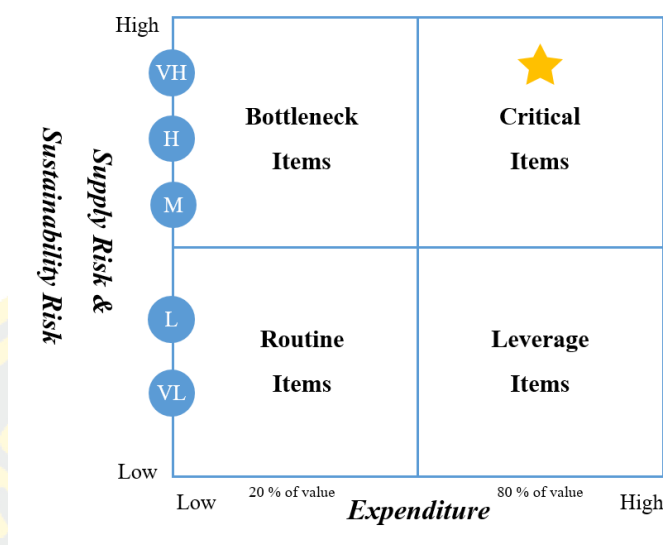 High
VH
Bottleneck
Items
Critical
Items
H
M
Supply Risk &
Sustainability Risk
L
Routine
Items
Leverage
Items
VL
Low
Low
20 % of value
Expenditure
80 % of value
High